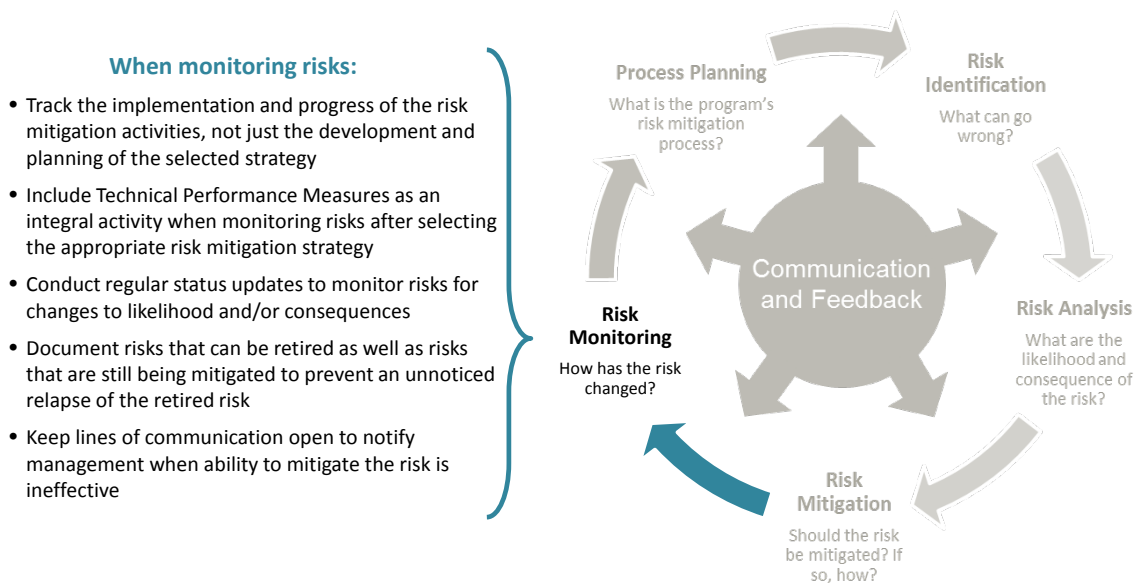 When monitoring risks:
• Track the implementation and progress of the risk
mitigation activities, not just the development and
planning of the selected strategy
• Include Technical Performance Measures as an
integral activity when monitoring risks after selecting
the appropriate risk mitigation strategy
• Conduct regular status updates to monitor risks for
changes to likelihood and/or consequences
• Document risks that can be retired as well as risks
that are still being mitigated to prevent an unnoticed
relapse of the retired risk
• Keep lines of communication open to notify
management when ability to mitigate the risk is
ineffective
Process Planning
What is the program's
risk mitigation
process?
Risk
Identification
What can go
wrong?
Communication
and Feedback
Risk Analysis
What are the
likelihood and
consequence of
the risk?
Risk
Monitoring
How has the risk
changed?
Risk
Mitigation
Should the risk
be mitigated? If
so, how?